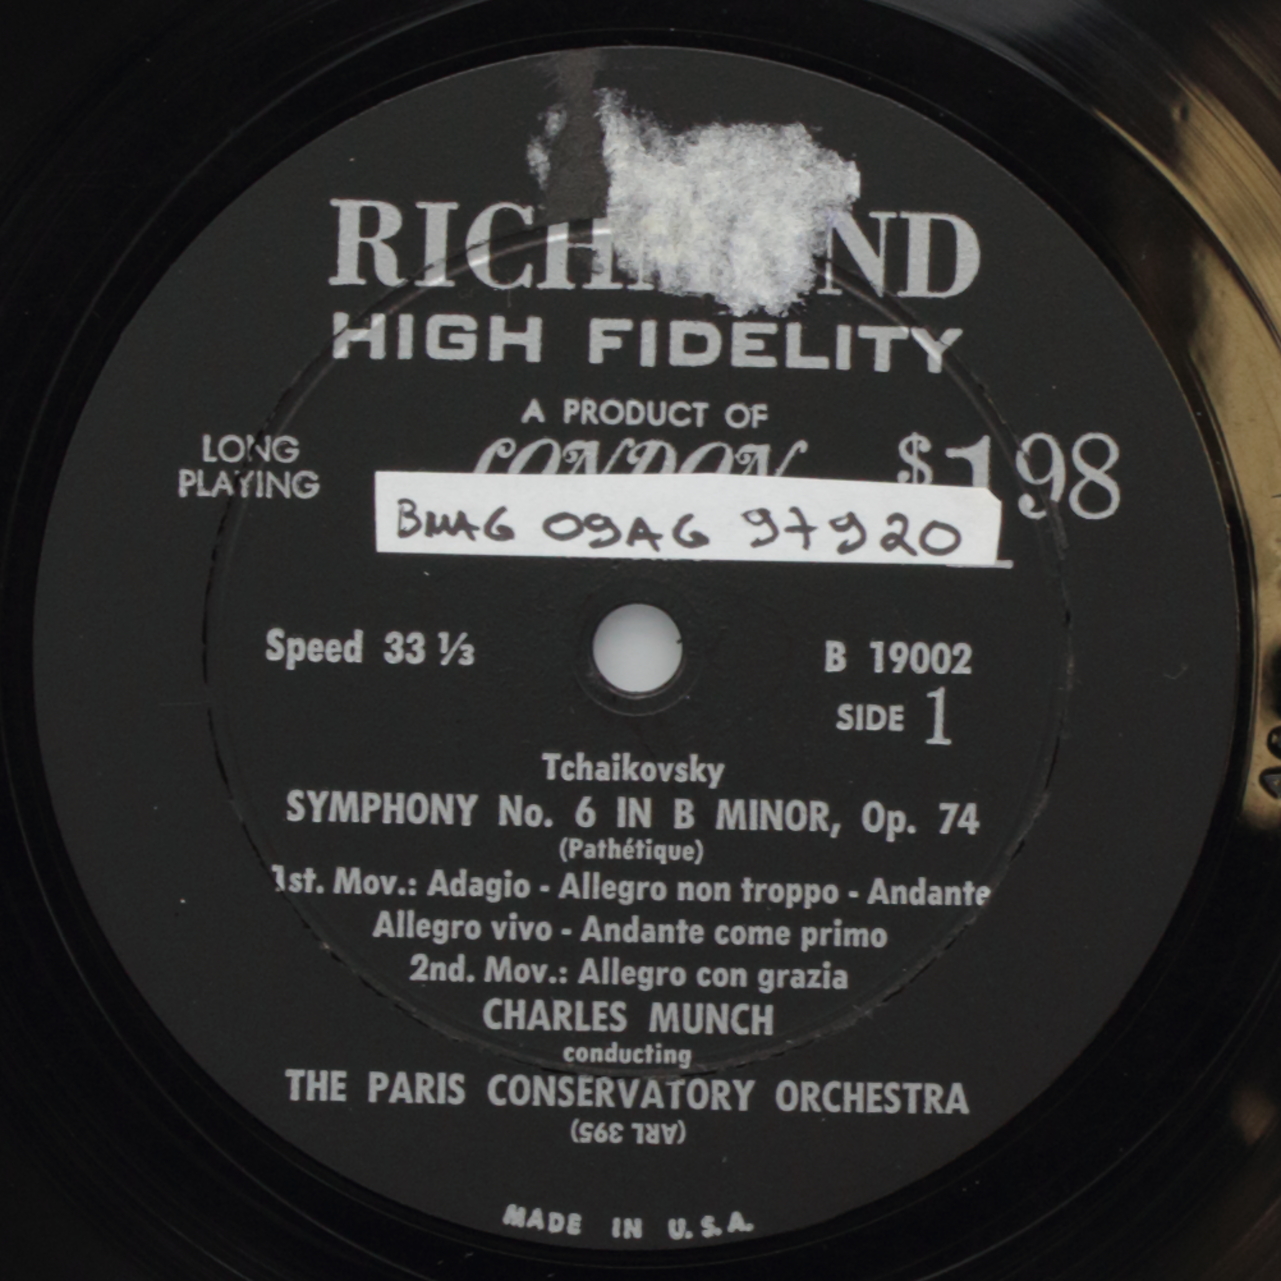 RICHMOND
HIGH FIDELITY
A PRODUCT OF
LONDON
LONG
PLAYING
$1 98
BMAG 09AG 97920
Speed 33 ⅓
B 19002
SIDE 1
Tchaikovsky
SYMPHONY No. 6 IN B MINOR, Op. 74
(Pathétique)
1st. Mov.: Adagio - Allegro non troppo - Andante
Allegro vivo - Andante come primo
2nd. Mov.: Allegro con grazia
CHARLES MUNCH
conducting
THE PARIS CONSERVATORY ORCHESTRA
(ARL 395)
MADE IN U.S.A.